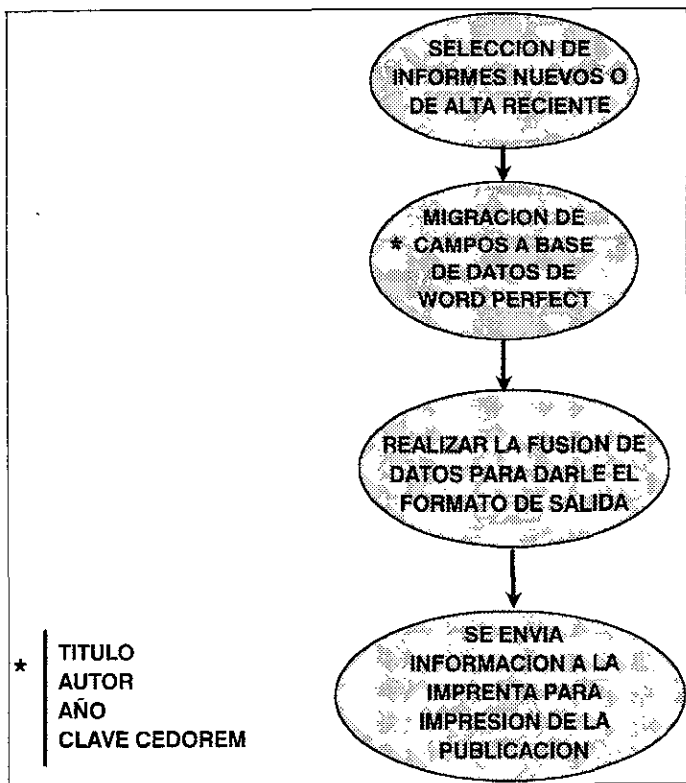 SELECCION DE
INFORMES NUEVOS O
DE ALTA RECIENTE
MIGRACION DE
* CAMPOS A BASE
DE DATOS DE
WORD PERFECT
REALIZAR LA FUSION DE
DATOS PARA DARLE EL
FORMATO DE SALIDA
SE ENVIA
INFORMACION A LA
IMPRENTA PARA
IMPRESION DE LA
PUBLICACION
*
TITULO
AUTOR
AÑO
CLAVE CEDOREM